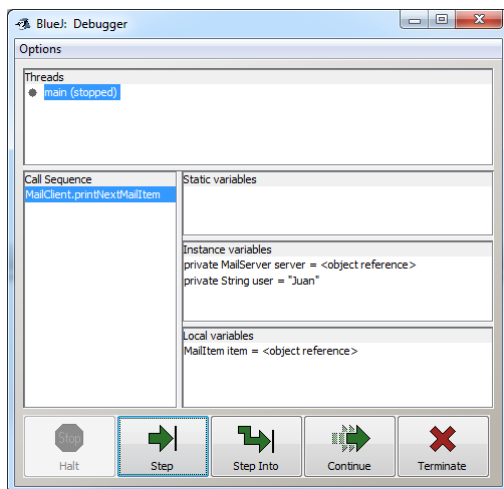 BlueJ: Debugger
Options
Threads
main (stopped)
Call Sequence
MailClient.printNextMailItem
Static variables
Instance variables
private MailServer server = <object reference>
private String user = "Juan"
Local variables
MailItem item = <object reference>
Stop
Halt
Step
Step Into
Continue
Terminate